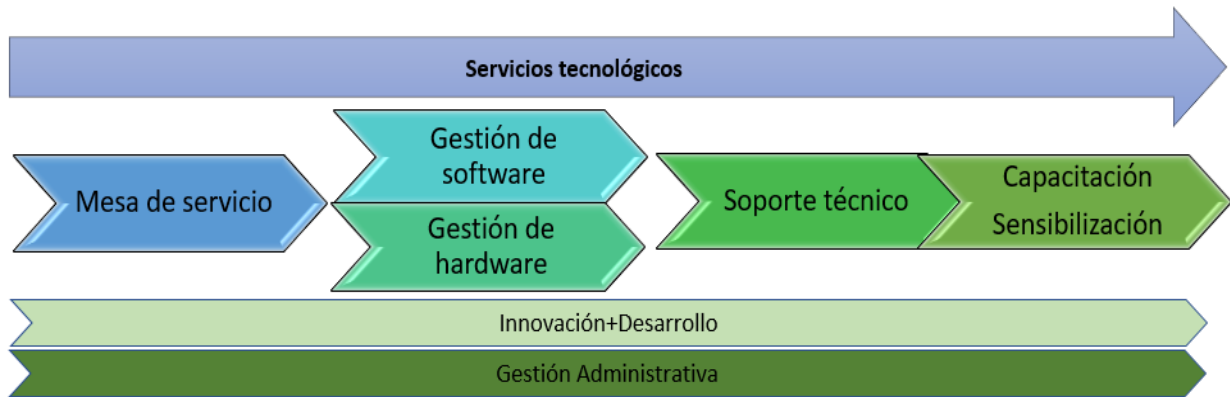 Servicios tecnológicos
Mesa de servicio
Gestión de
software
Gestión de
hardware
Soporte técnico
Capacitación
Sensibilización
Innovación+Desarrollo
Gestión Administrativa